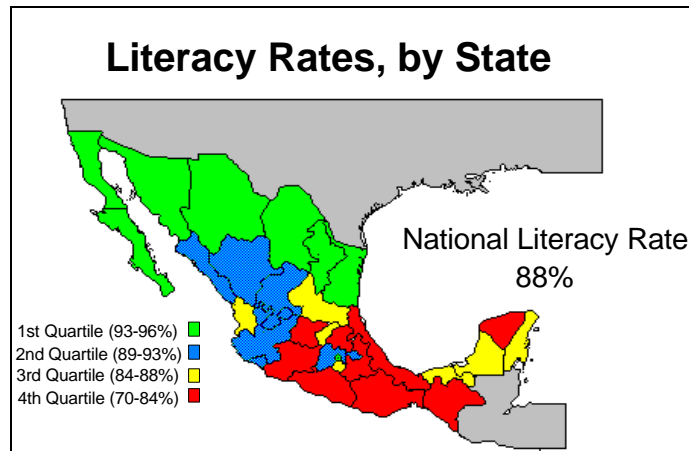 Literacy Rates, by State
National Literacy Rate
88%
1st Quartile (93-96%)
2nd Quartile (89-93%)
3rd Quartile (84-88%)
4th Quartile (70-84%)